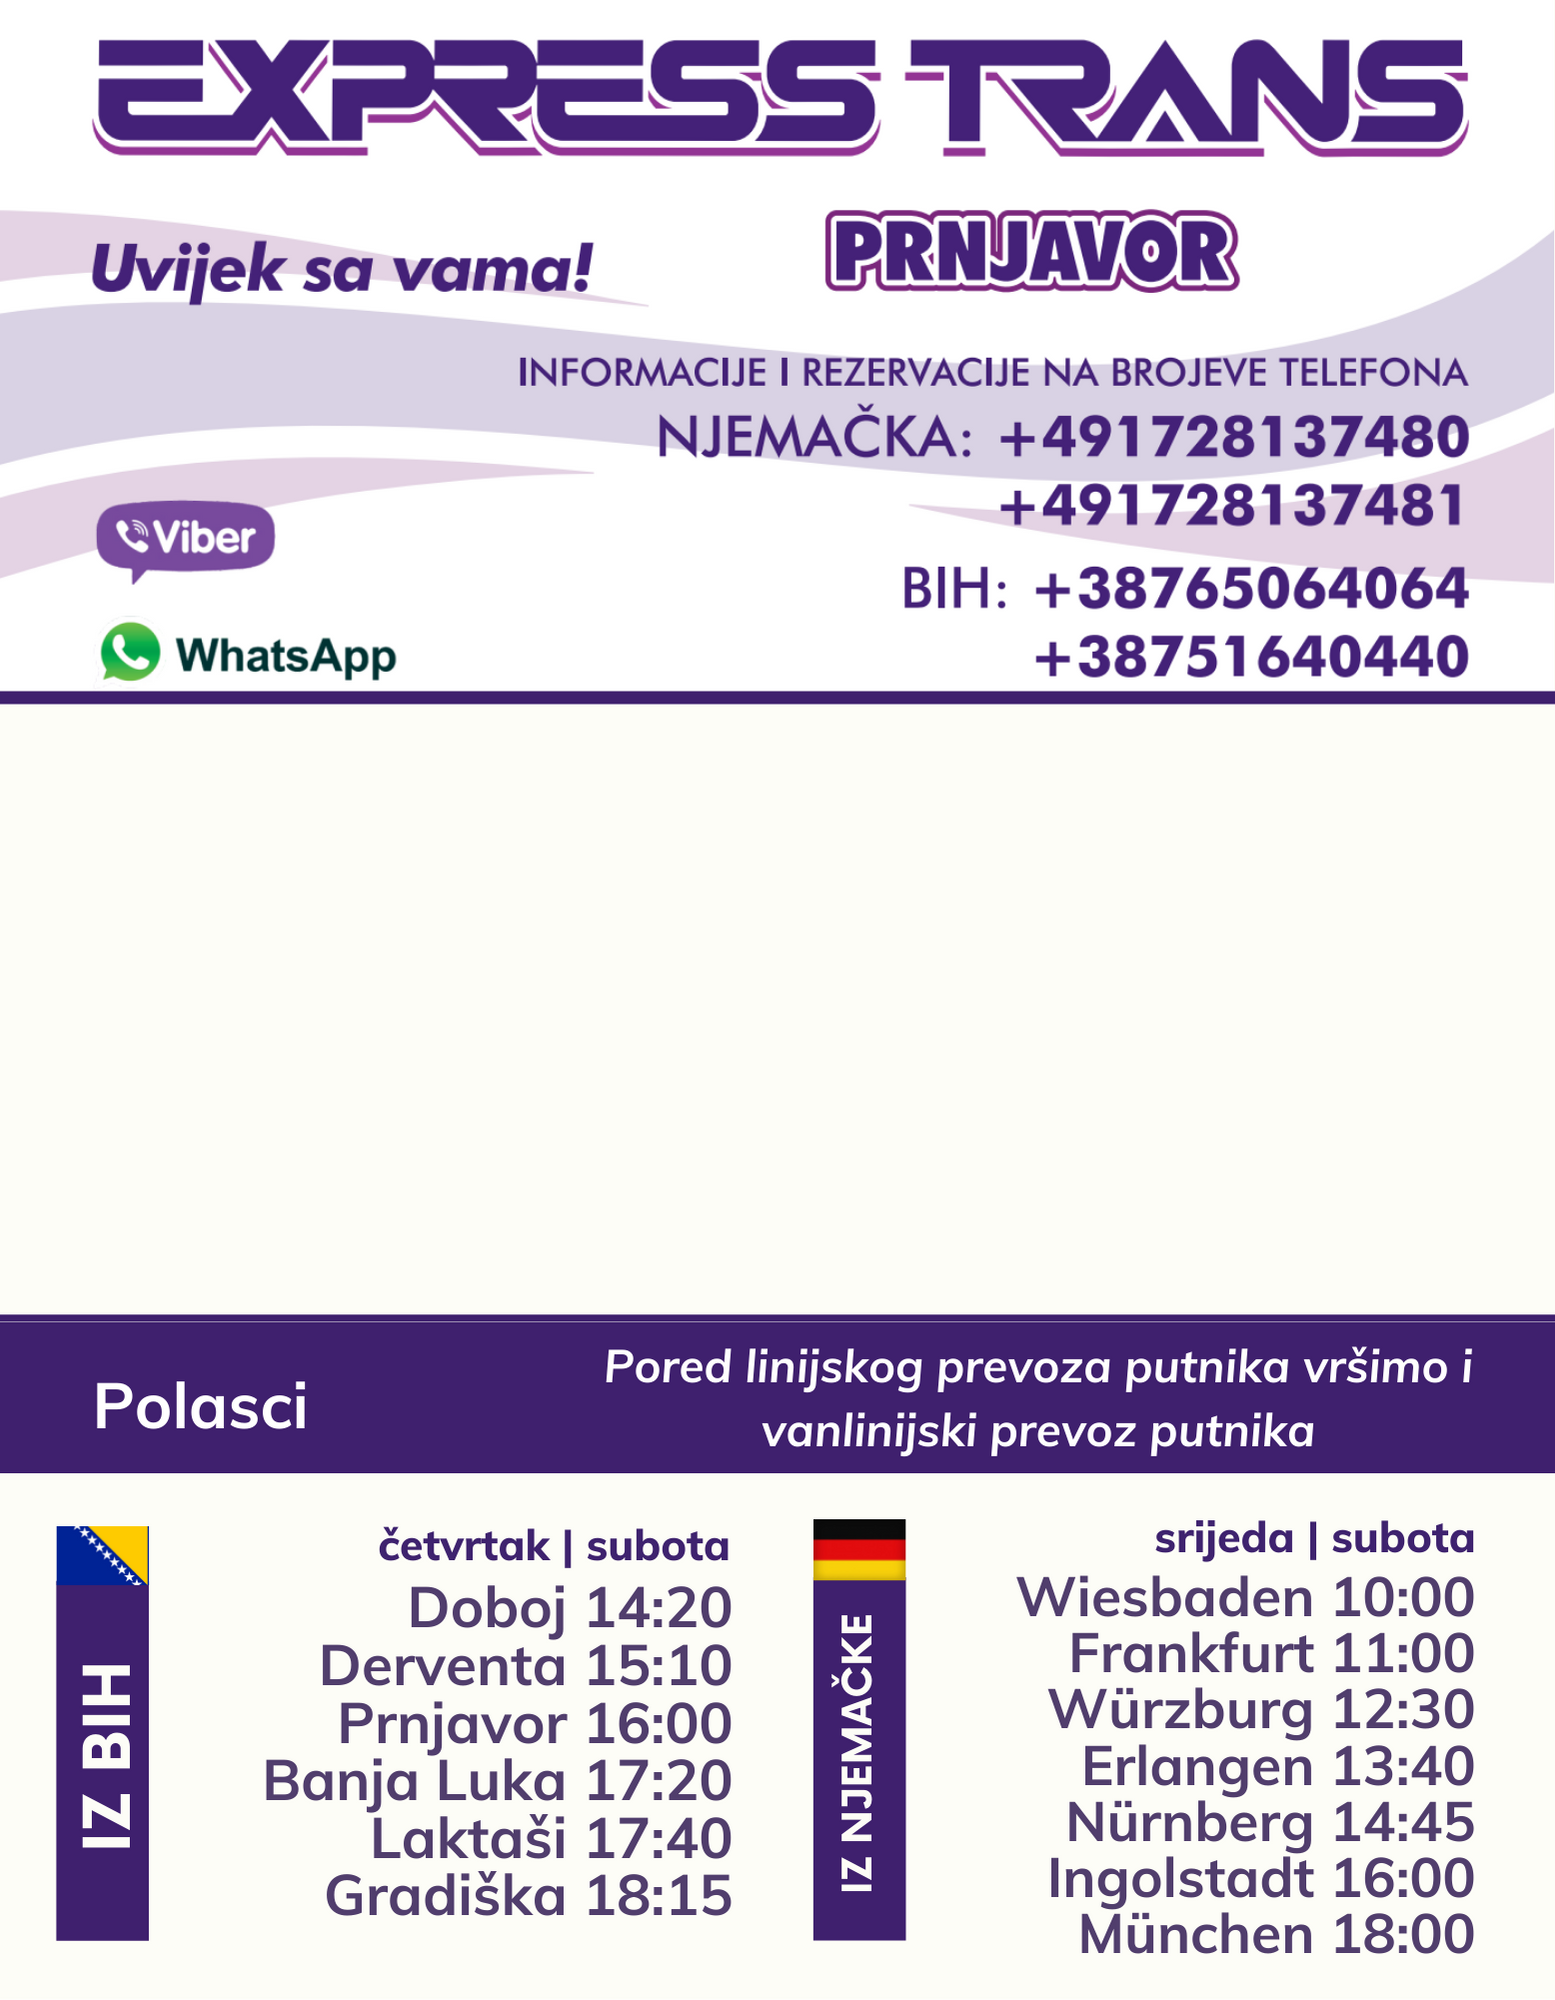 EXPRESS TRANS
PRNJAVOR
Uvijek sa vama!
INFORMACIJE I REZERVACIJE NA BROJEVE TELEFONA
NJEMAČKA: +491728137480
+491728137481
Viber
BIH: +38765064064
WhatsApp
+38751640440
Polasci
Pored linijskog prevoza putnika vršimo i
vanlinijski prevoz putnika
IZ BIH
četvrtak | subota
Doboj 14:20
Derventa 15:10
Prnjavor 16:00
Banja Luka 17:20
Laktaši 17:40
Gradiška 18:15
IZ NJEMAČKE
srijeda | subota
Wiesbaden 10:00
Frankfurt 11:00
Würzburg 12:30
Erlangen 13:40
Nürnberg 14:45
Ingolstadt 16:00
München 18:00